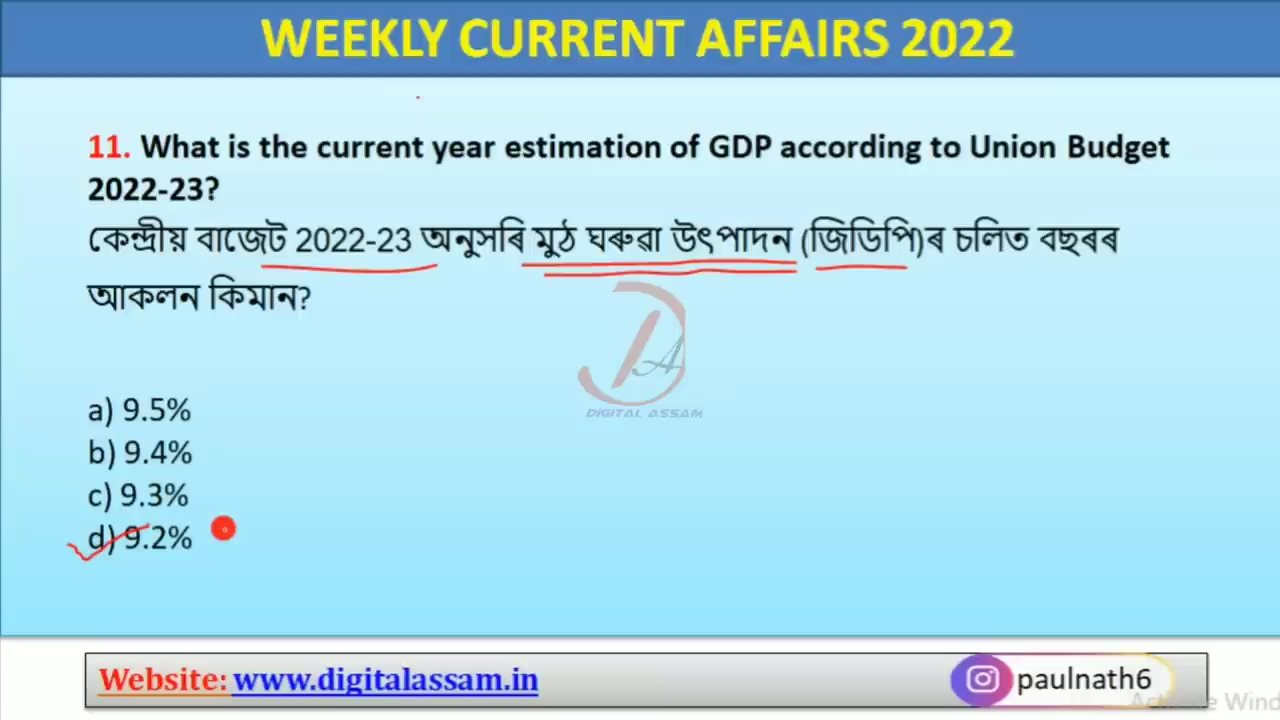 WEEKLY CURRENT AFFAIRS 2022
11. What is the current year estimation of GDP according to Union Budget
2022-23?
কেন্দ্ৰীয় বাজেট 2022-23 অনুসৰি মুঠ ঘৰুৱা উৎপাদন (জিডিপি)ৰ চলিত বছৰৰ
আকলন কিমান?
DIGITAL ASSAM
a) 9.5%
b) 9.4%
c) 9.3%
d) 9.2%
Website: www.digitalassam.in
paulnath6
Activate Wind